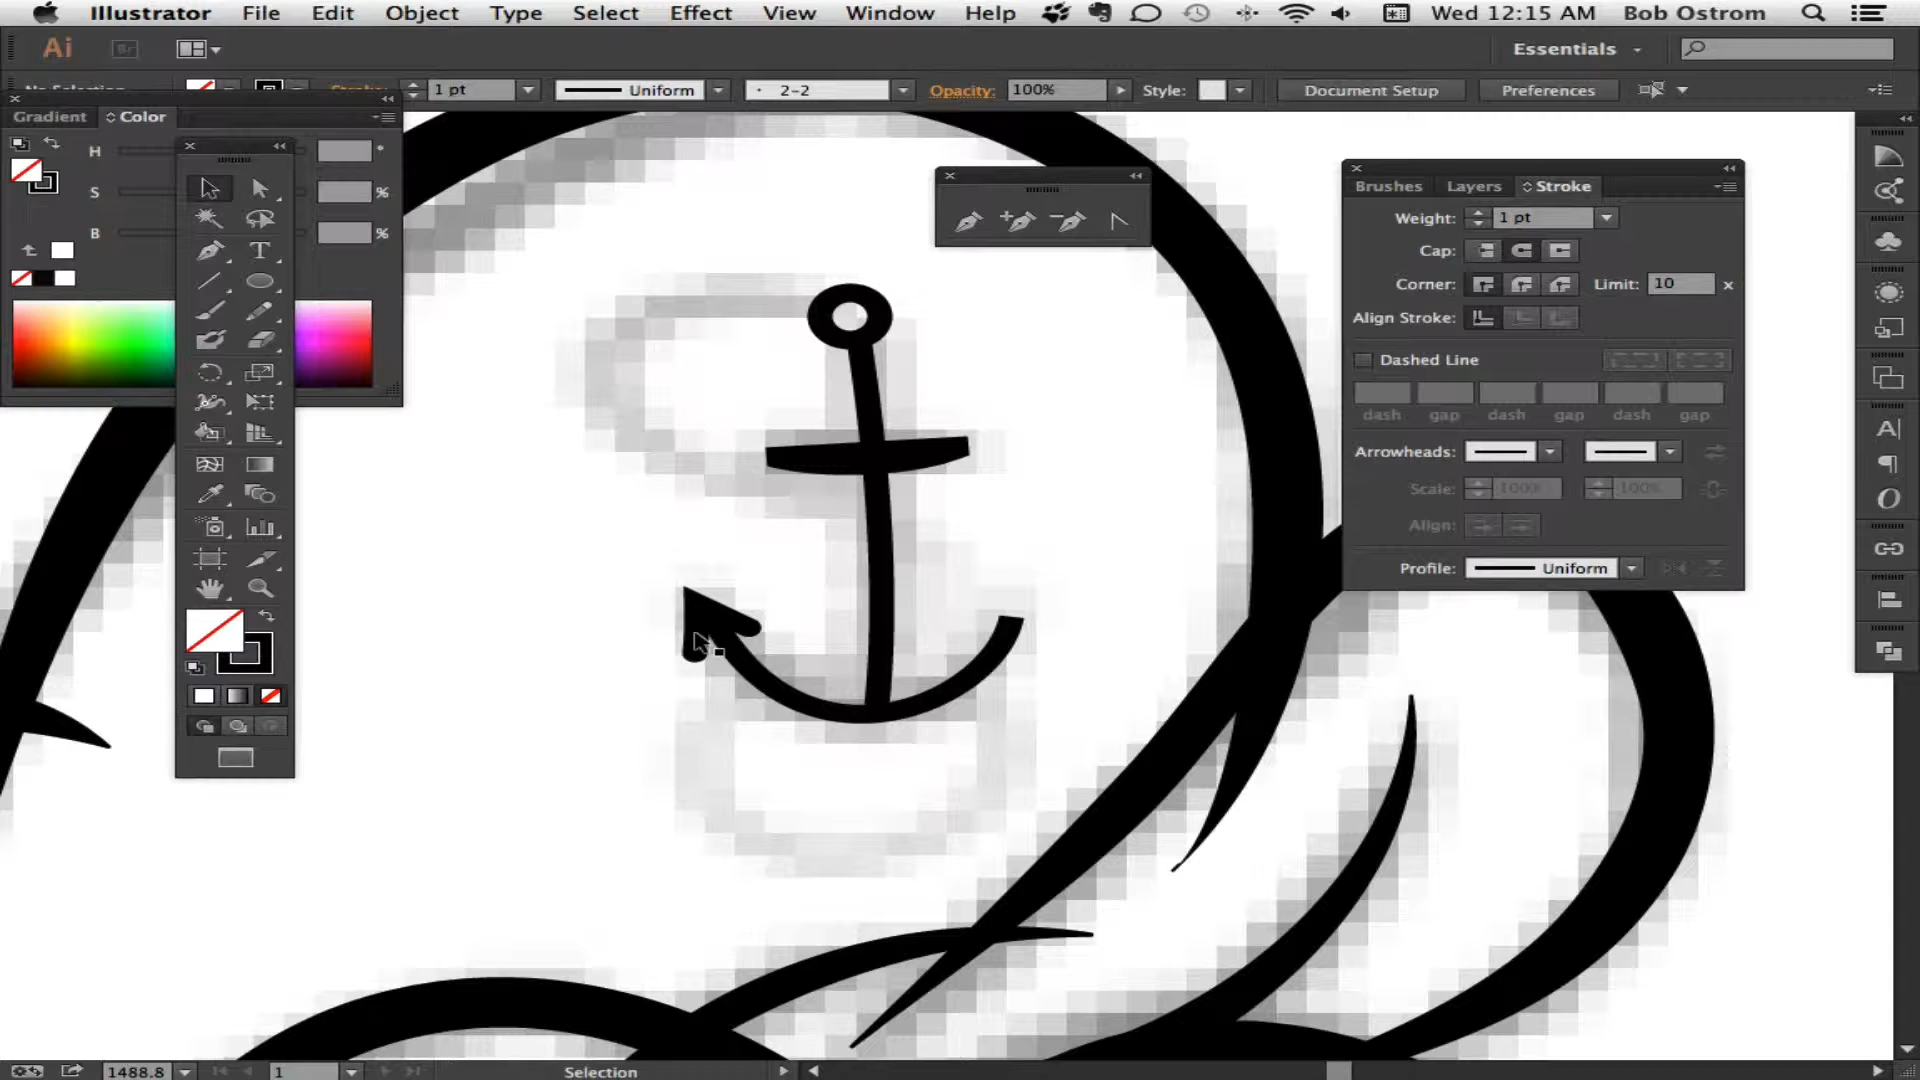 Illustrator File Edit Object Type Select Effect View Window Help Wed 12:15 AM Bob Ostrom
Ai Br Essentials
1 pt Uniform 2-2 Opacity: 100% Style: Document Setup Preferences
Gradient Color
H °
S %
B %
T
Brushes Layers Stroke
Weight: 1 pt
Cap:
Corner: Limit: 10 x
Align Stroke:
Dashed Line
dash gap dash gap dash gap
Arrowheads:
Scale: 100% 100%
Align:
Profile: Uniform
A
O
1488.8 1 Selection